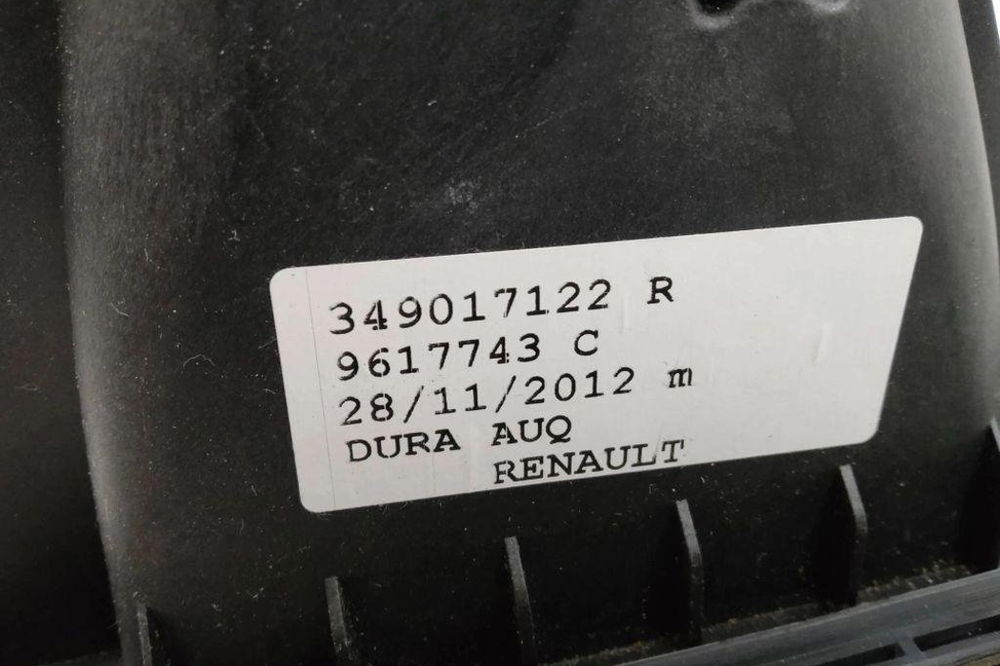 349017122 R
9617743 C
28/11/2012 m
DURA AUQ
RENAULT